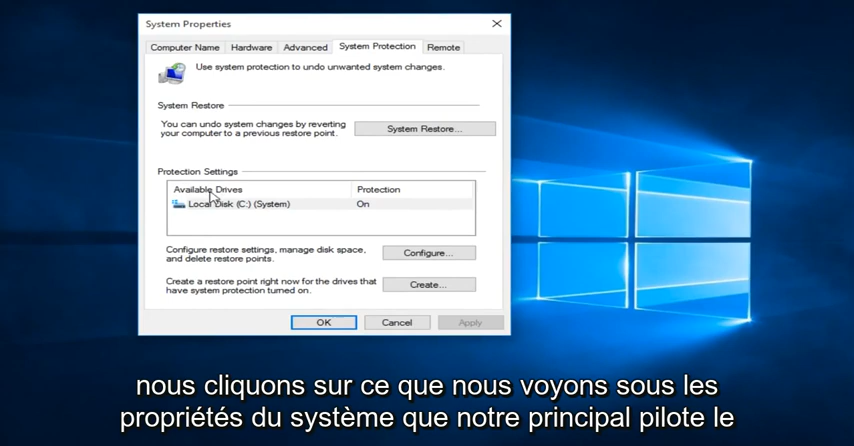 System Properties
Computer Name Hardware Advanced System Protection Remote
Use system protection to undo unwanted system changes.
System Restore
You can undo system changes by reverting
your computer to a previous restore point.
System Restore...
Protection Settings
Available Drives Protection
Local Disk (C:) (System) On
Configure restore settings, manage disk space,
and delete restore points.
Configure...
Create a restore point right now for the drives that
have system protection turned on.
Create...
OK Cancel Apply
nous cliquons sur ce que nous voyons sous les
propriétés du système que notre principal pilote le